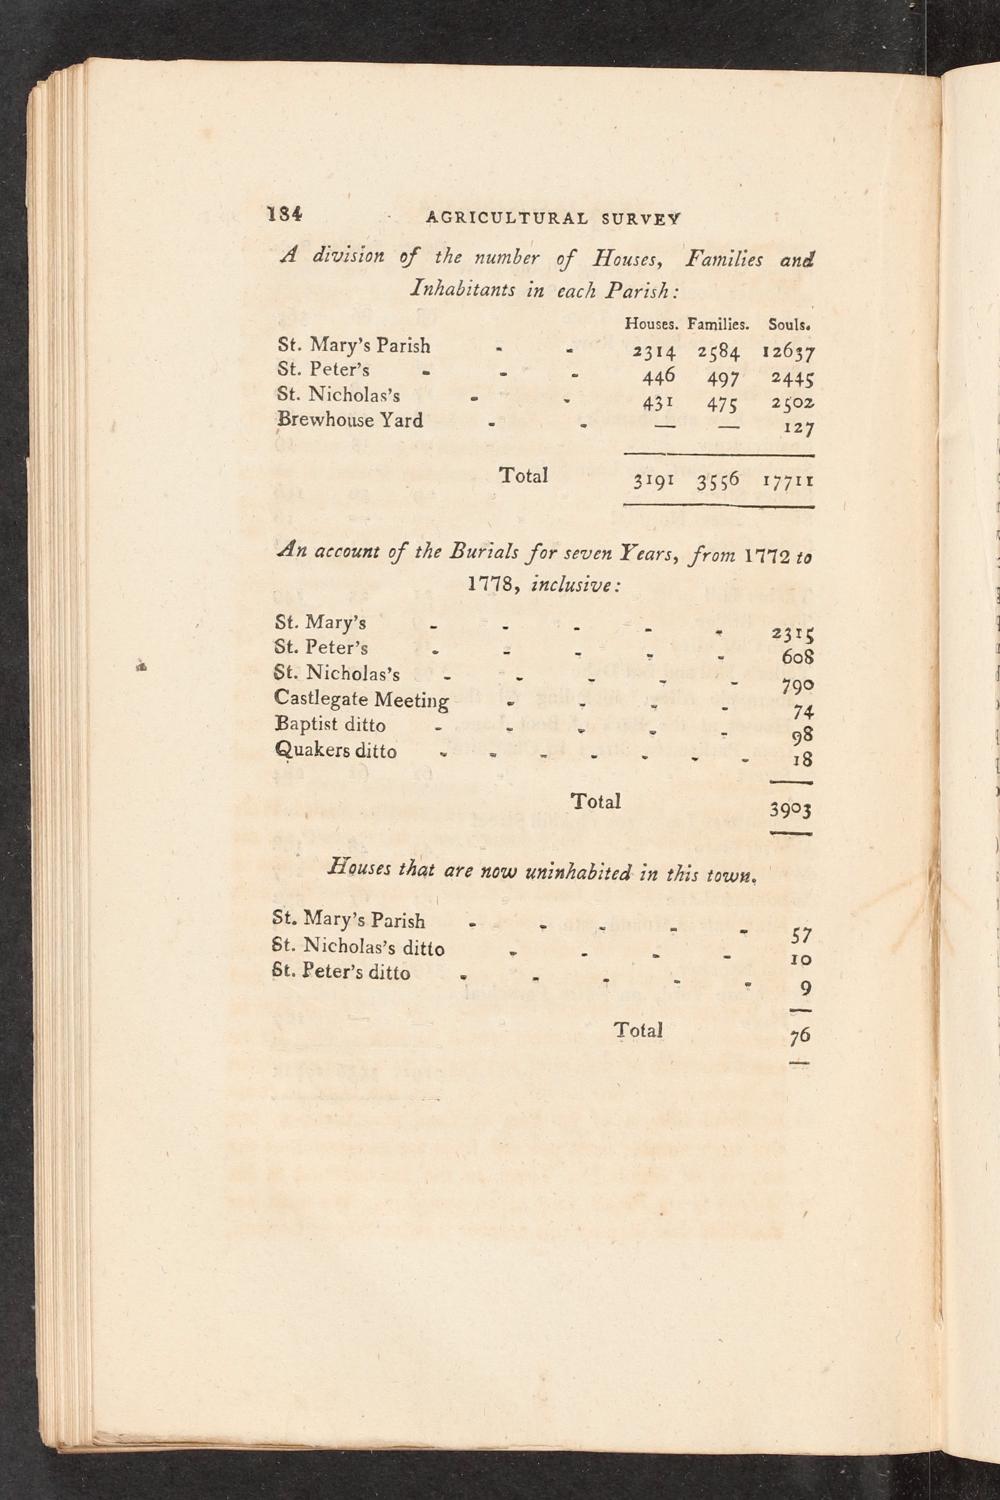 184 AGRICULTURAL SURVEY
A division of the number of Houses, Families and
Inhabitants in each Parish:
Houses. Families. Souls.
St. Mary's Parish - - 2314 2584 12637
St. Peter's - - - 446 497 2445
St. Nicholas's - - 431 475 2502
Brewhouse Yard - - — — 127
Total 3191 3556 17711
An account of the Burials for seven Years, from 1772 to
1778, inclusive:
St. Mary's - - - - - 2315
St. Peter's - - - - - 608
St. Nicholas's - - - - - 790
Castlegate Meeting - - - - 74
Baptist ditto - - - - - 98
Quakers ditto - - - - - - - 18
Total 3903
Houses that are now uninhabited in this town.
St. Mary's Parish - - - - - 57
St. Nicholas's ditto - - - - 10
St. Peter's ditto - - - - - 9
Total 76